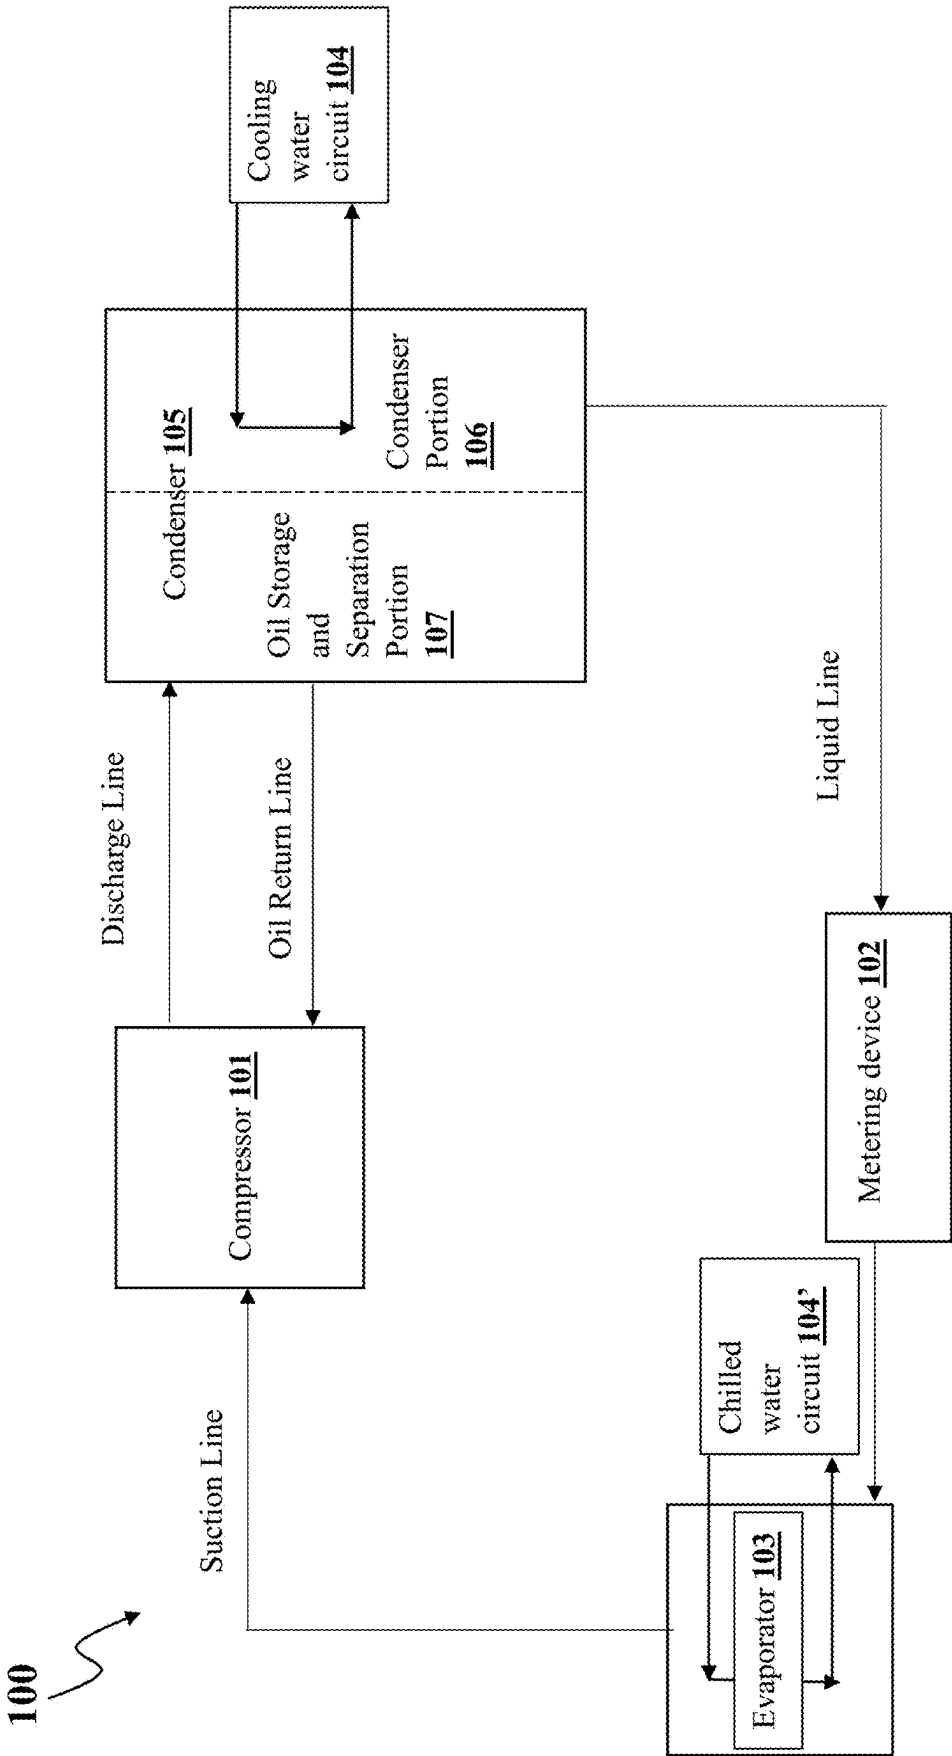 100
Suction Line
Compressor 101
Discharge Line
Oil Return Line
Condenser 105
Oil Storage
and
Separation
Portion
107
Condenser
Portion
106
Cooling
water
circuit 104
Evaporator 103
Chilled
water
circuit 104’
Metering device 102
Liquid Line